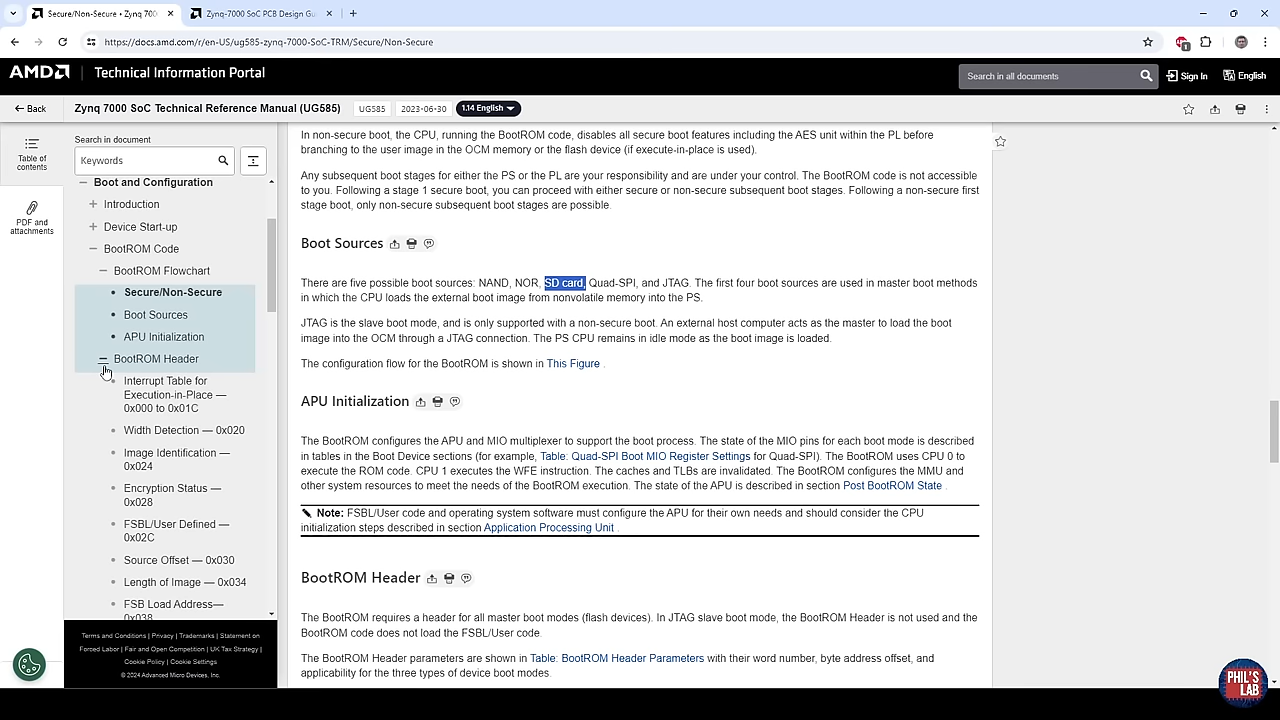 Secure/Non-Secure • Zynq 700
Zynq-7000 SoC PCB Design Gui
https://docs.amd.com/r/en-US/ug585-zynq-7000-SoC-TRM/Secure/Non-Secure
AMD Technical Information Portal
Search in all documents
Sign In
English
Back
Zynq 7000 SoC Technical Reference Manual (UG585)
UG585
2023-06-30
1.14 English
Table of
contents
PDF and
attachments
Search in document
Keywords
Boot and Configuration
Introduction
Device Start-up
BootROM Code
BootROM Flowchart
Secure/Non-Secure
Boot Sources
APU Initialization
BootROM Header
Interrupt Table for
Execution-in-Place —
0x000 to 0x01C
Width Detection — 0x020
Image Identification —
0x024
Encryption Status —
0x028
FSBL/User Defined —
0x02C
Source Offset — 0x030
Length of Image — 0x034
FSB Load Address—
0x038
Terms and Conditions | Privacy | Trademarks | Statement on
Forced Labor | Fair and Open Competition | UK Tax Strategy |
Cookie Policy | Cookie Settings
© 2024 Advanced Micro Devices, Inc.
In non-secure boot, the CPU, running the BootROM code, disables all secure boot features including the AES unit within the PL before
branching to the user image in the OCM memory or the flash device (if execute-in-place is used).
Any subsequent boot stages for either the PS or the PL are your responsibility and are under your control. The BootROM code is not accessible
to you. Following a stage 1 secure boot, you can proceed with either secure or non-secure subsequent boot stages. Following a non-secure first
stage boot, only non-secure subsequent boot stages are possible.
Boot Sources
There are five possible boot sources: NAND, NOR, SD card, Quad-SPI, and JTAG. The first four boot sources are used in master boot methods
in which the CPU loads the external boot image from nonvolatile memory into the PS.
JTAG is the slave boot mode, and is only supported with a non-secure boot. An external host computer acts as the master to load the boot
image into the OCM through a JTAG connection. The PS CPU remains in idle mode as the boot image is loaded.
The configuration flow for the BootROM is shown in This Figure .
APU Initialization
The BootROM configures the APU and MIO multiplexer to support the boot process. The state of the MIO pins for each boot mode is described
in tables in the Boot Device sections (for example, Table: Quad-SPI Boot MIO Register Settings for Quad-SPI). The BootROM uses CPU 0 to
execute the ROM code. CPU 1 executes the WFE instruction. The caches and TLBs are invalidated. The BootROM configures the MMU and
other system resources to meet the needs of the BootROM execution. The state of the APU is described in section Post BootROM State .
Note: FSBL/User code and operating system software must configure the APU for their own needs and should consider the CPU
initialization steps described in section Application Processing Unit .
BootROM Header
The BootROM requires a header for all master boot modes (flash devices). In JTAG slave boot mode, the BootROM Header is not used and the
BootROM code does not load the FSBL/User code.
The BootROM Header parameters are shown in Table: BootROM Header Parameters with their word number, byte address offset, and
applicability for the three types of device boot modes.
PHIL'S
LAB